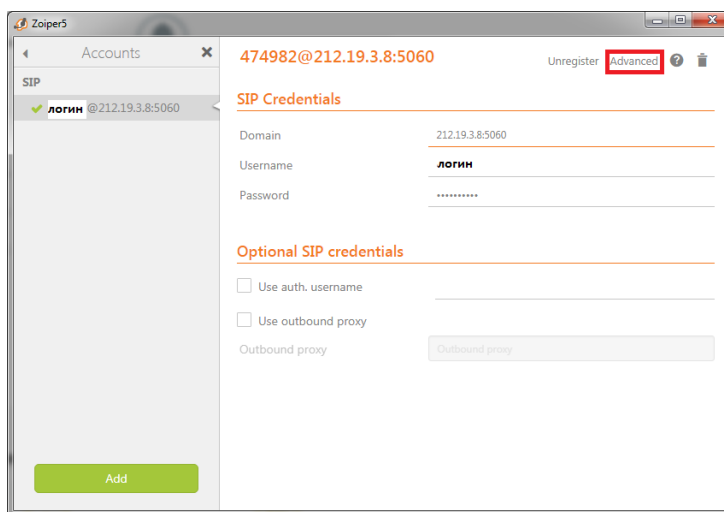 Zoiper5
Accounts
SIP
логин @212.19.3.8:5060
Add
474982@212.19.3.8:5060
Unregister Advanced
SIP Credentials
Domain 212.19.3.8:5060
Username логин
Password ••••••••••
Optional SIP credentials
Use auth. username
Use outbound proxy
Outbound proxy Outbound proxy